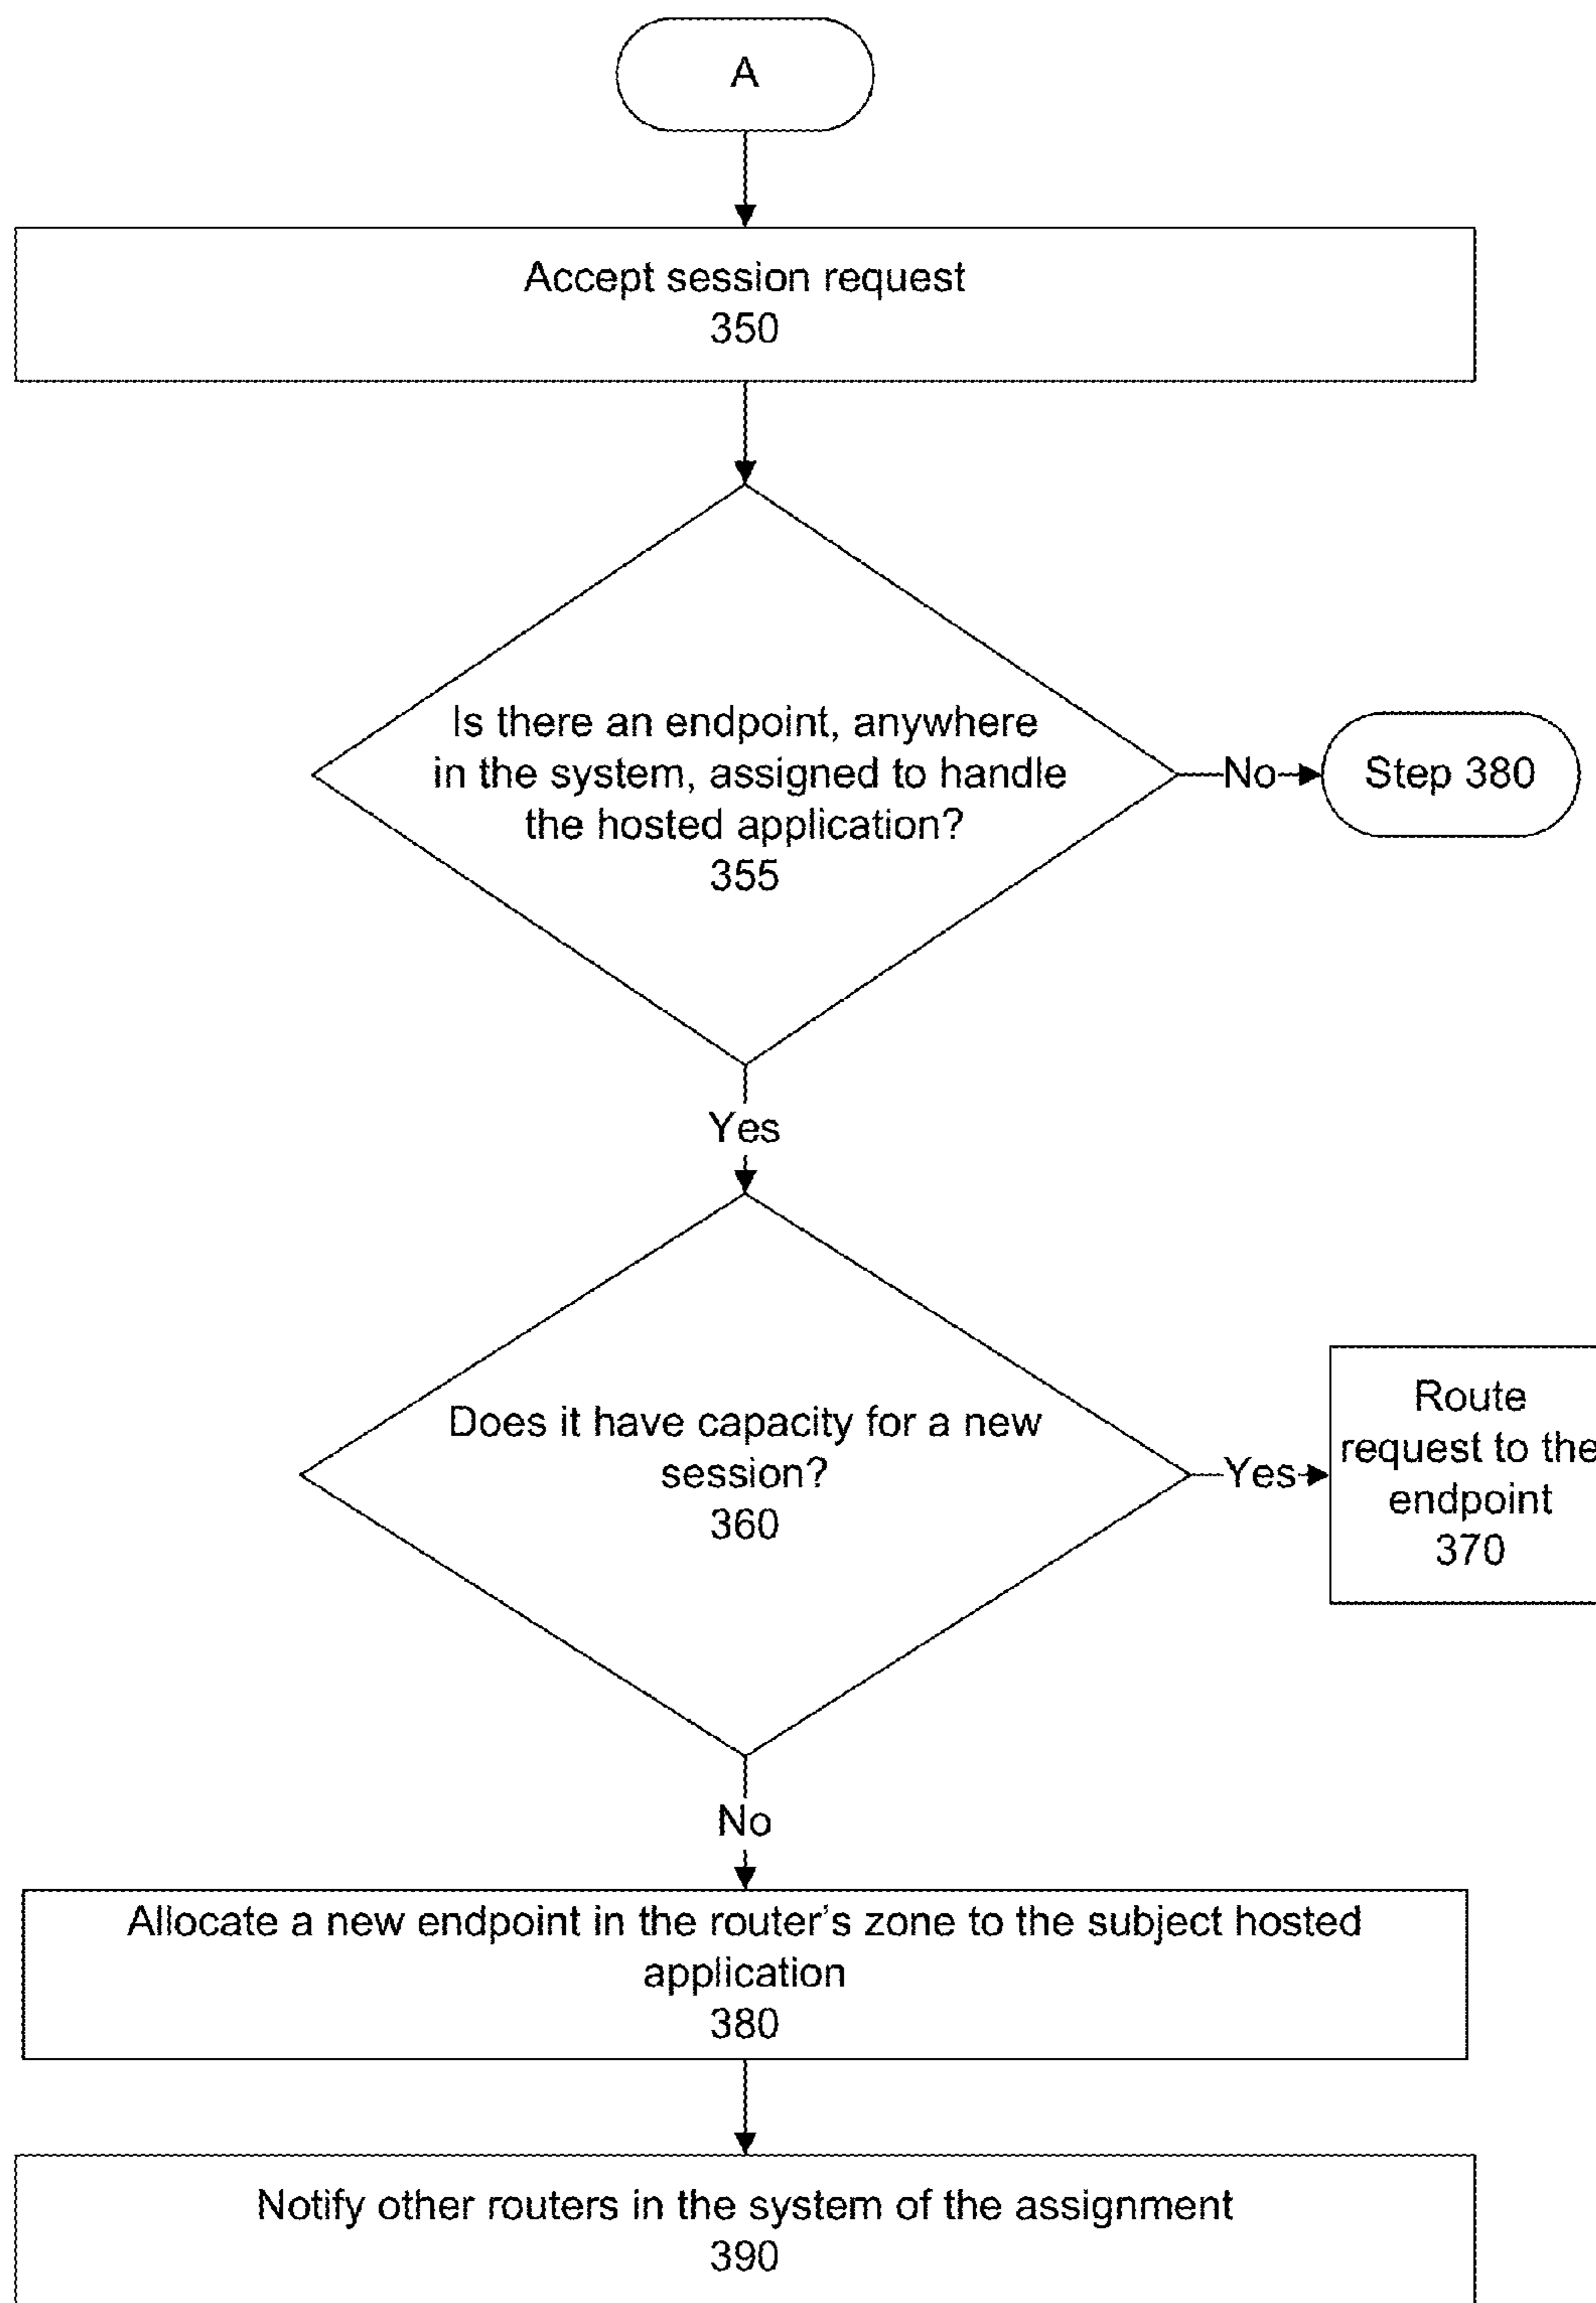 A
Accept session request
350
Is there an endpoint, anywhere
in the system, assigned to handle
the hosted application?
355
No
Step 380
Yes
Does it have capacity for a new
session?
360
Yes
Route
request to the
endpoint
370
No
Allocate a new endpoint in the router's zone to the subject hosted
application
380
Notify other routers in the system of the assignment
390